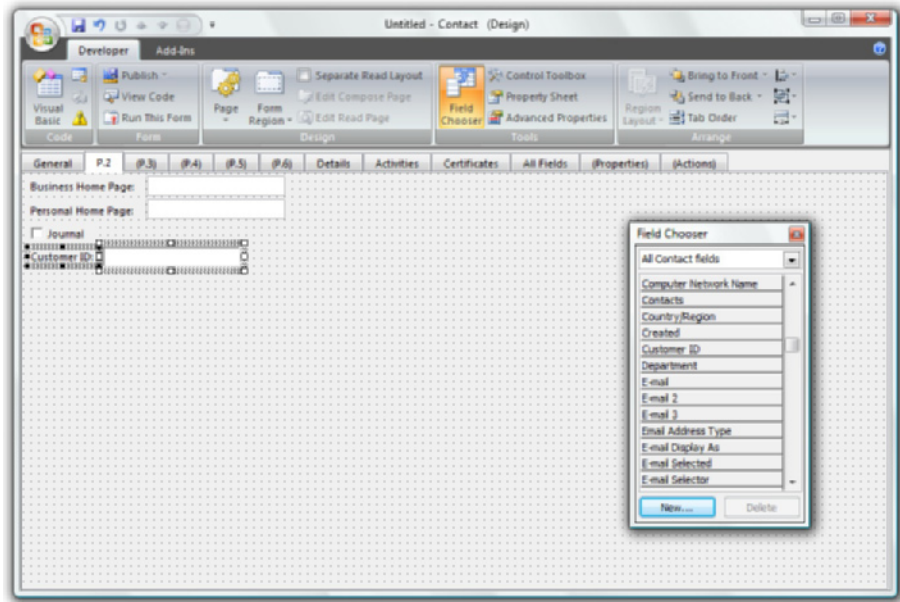 Untitled - Contact (Design)
Developer Add-Ins
Visual Basic
Code
Publish
View Code
Run This Form
Form
Page
Form Region
Separate Read Layout
Edit Compose Page
Edit Read Page
Design
Field Chooser
Control Toolbox
Property Sheet
Advanced Properties
Tools
Region Layout
Bring to Front
Send to Back
Tab Order
Arrange
General P.2 (P.3) (P.4) (P.5) (P.6) Details Activities Certificates All Fields (Properties) (Actions)
Business Home Page:
Personal Home Page:
Journal
Customer ID:
Field Chooser
All Contact fields
Computer Network Name
Contacts
Country/Region
Created
Customer ID
Department
E-mail
E-mail 2
E-mail 3
Email Address Type
E-mail Display As
E-mail Selected
E-mail Selector
New... Delete